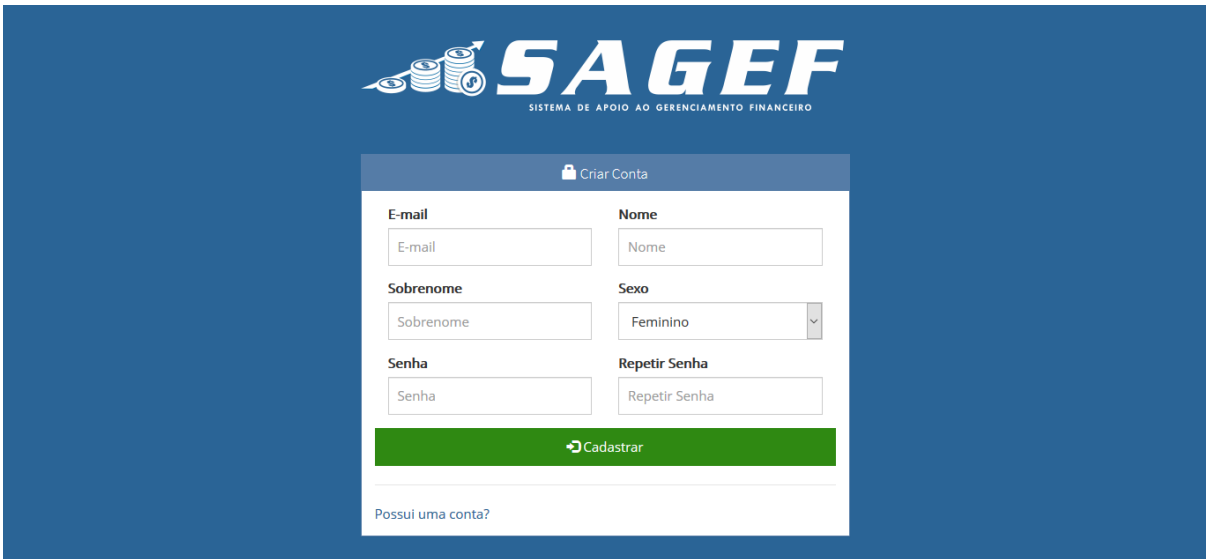 SAGEF
SISTEMA DE APOIO AO GERENCIAMENTO FINANCEIRO
Criar Conta
E-mail Nome
E-mail Nome
Sobrenome Sexo
Sobrenome Feminino
Senha Repetir Senha
Senha Repetir Senha
Cadastrar
Possui uma conta?